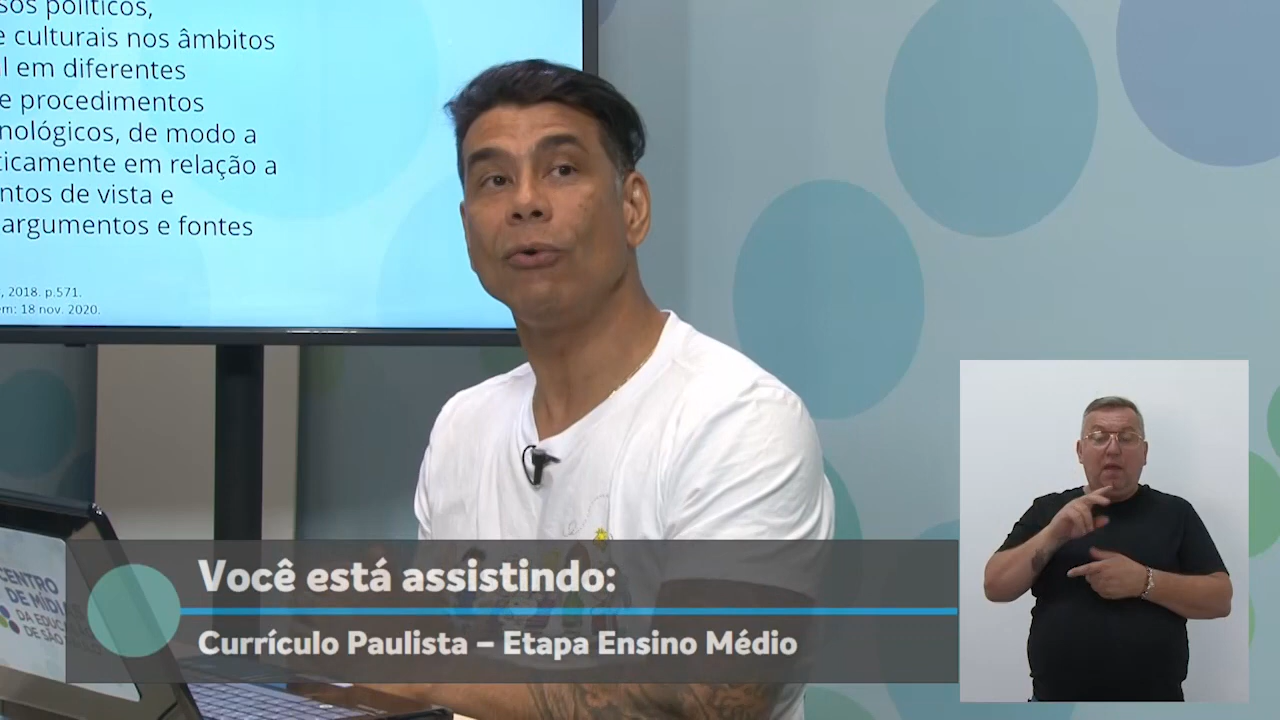 sos políticos,
e culturais nos âmbitos
l em diferentes
e procedimentos
nológicos, de modo a
ticamente em relação a
ntos de vista e
argumentos e fontes
, 2018. p.571.
em: 18 nov. 2020.
CENTRO
DE MÍDIAS
DA EDUC
DE SÃO
Você está assistindo:
Currículo Paulista – Etapa Ensino Médio